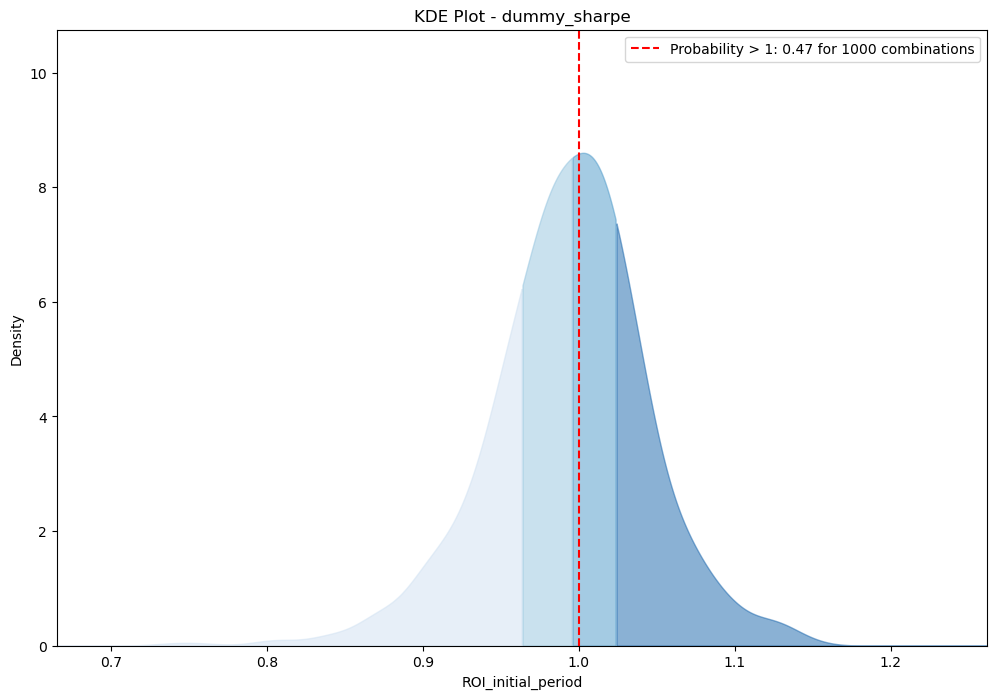 KDE Plot - dummy_sharpe
Probability > 1: 0.47 for 1000 combinations
Density
10
8
6
4
2
0
0.7 0.8 0.9 1.0 1.1 1.2
ROI_initial_period